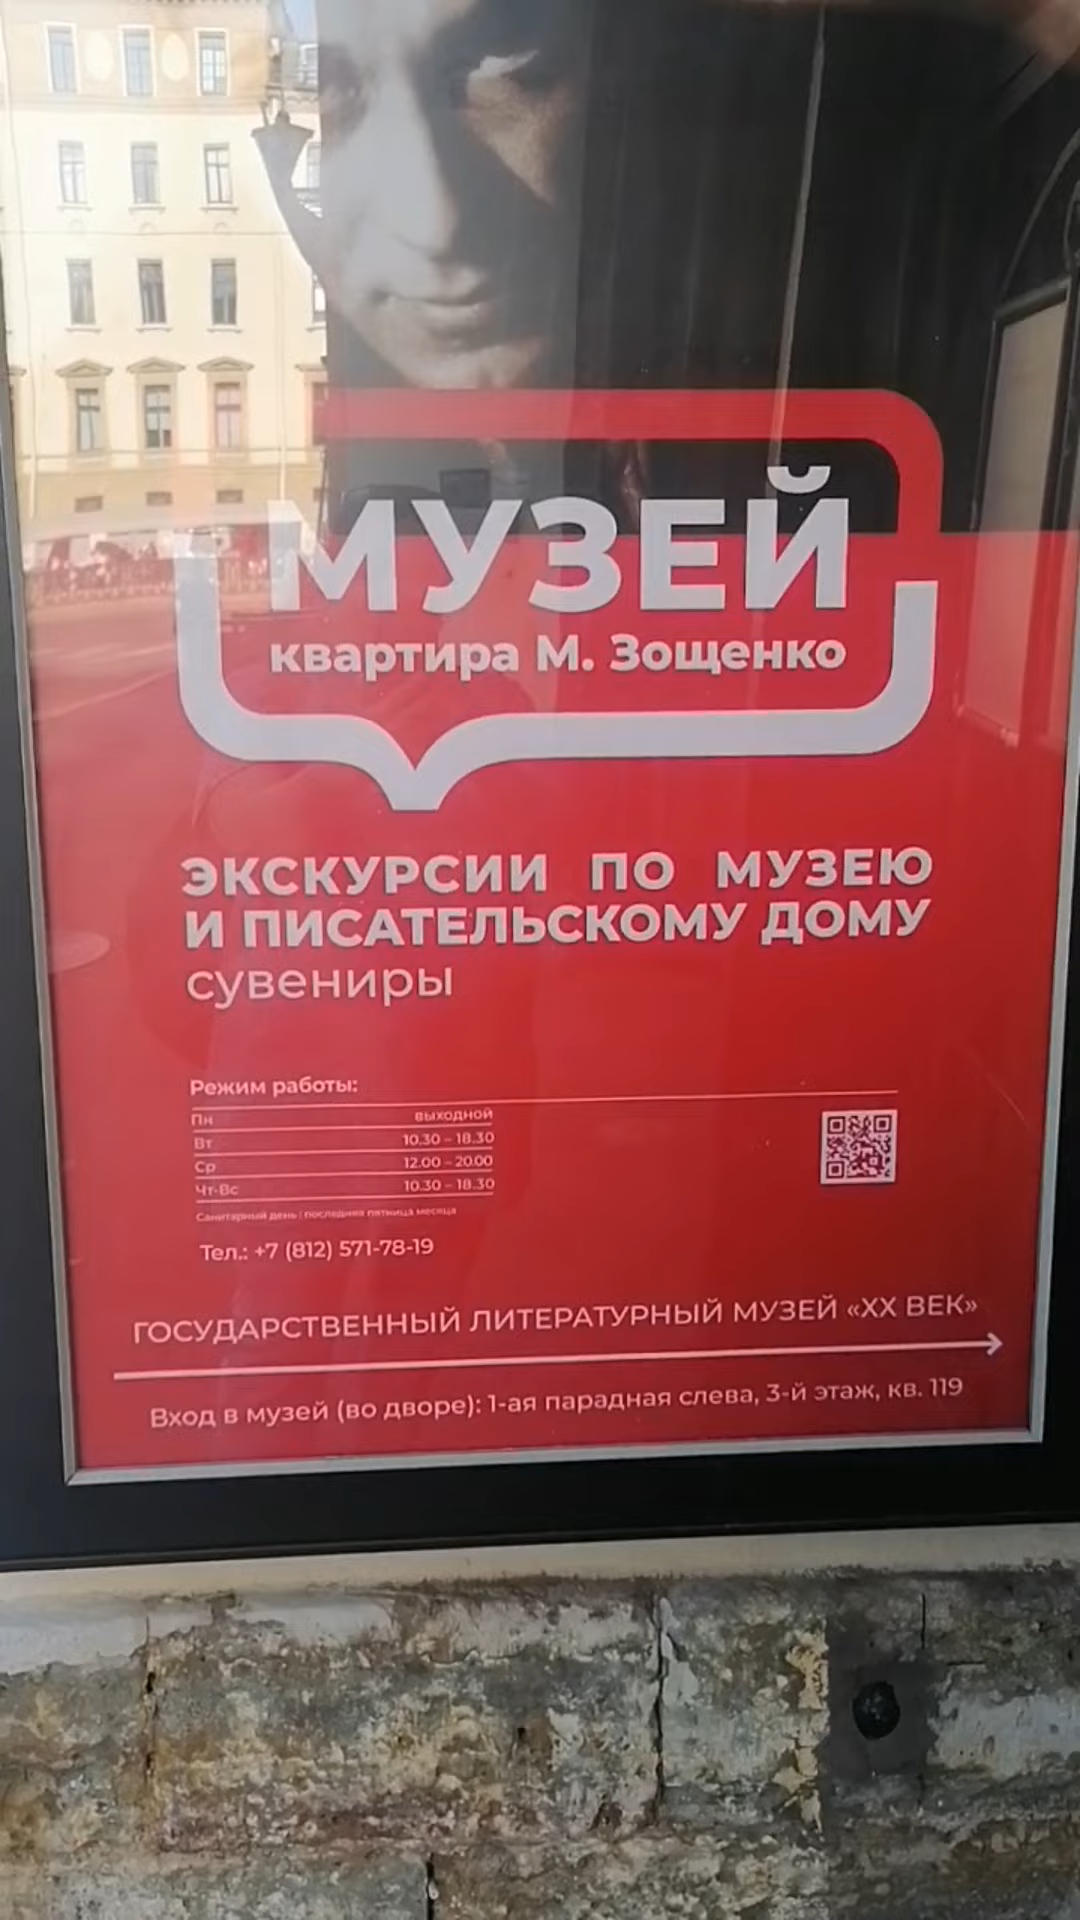 МУЗЕЙ
квартира М. Зощенко
ЭКСКУРСИИ ПО МУЗЕЮ
И ПИСАТЕЛЬСКОМУ ДОМУ
сувениры
Режим работы:
Пн выходной
Вт 10.30 – 18.30
Ср 12.00 – 20.00
Чт-Вс 10.30 – 18.30
Санитарный день: последняя пятница месяца
Тел.: +7 (812) 571-78-19
ГОСУДАРСТВЕННЫЙ ЛИТЕРАТУРНЫЙ МУЗЕЙ «ХХ ВЕК»
Вход в музей (во дворе): 1-ая парадная слева, 3-й этаж, кв. 119